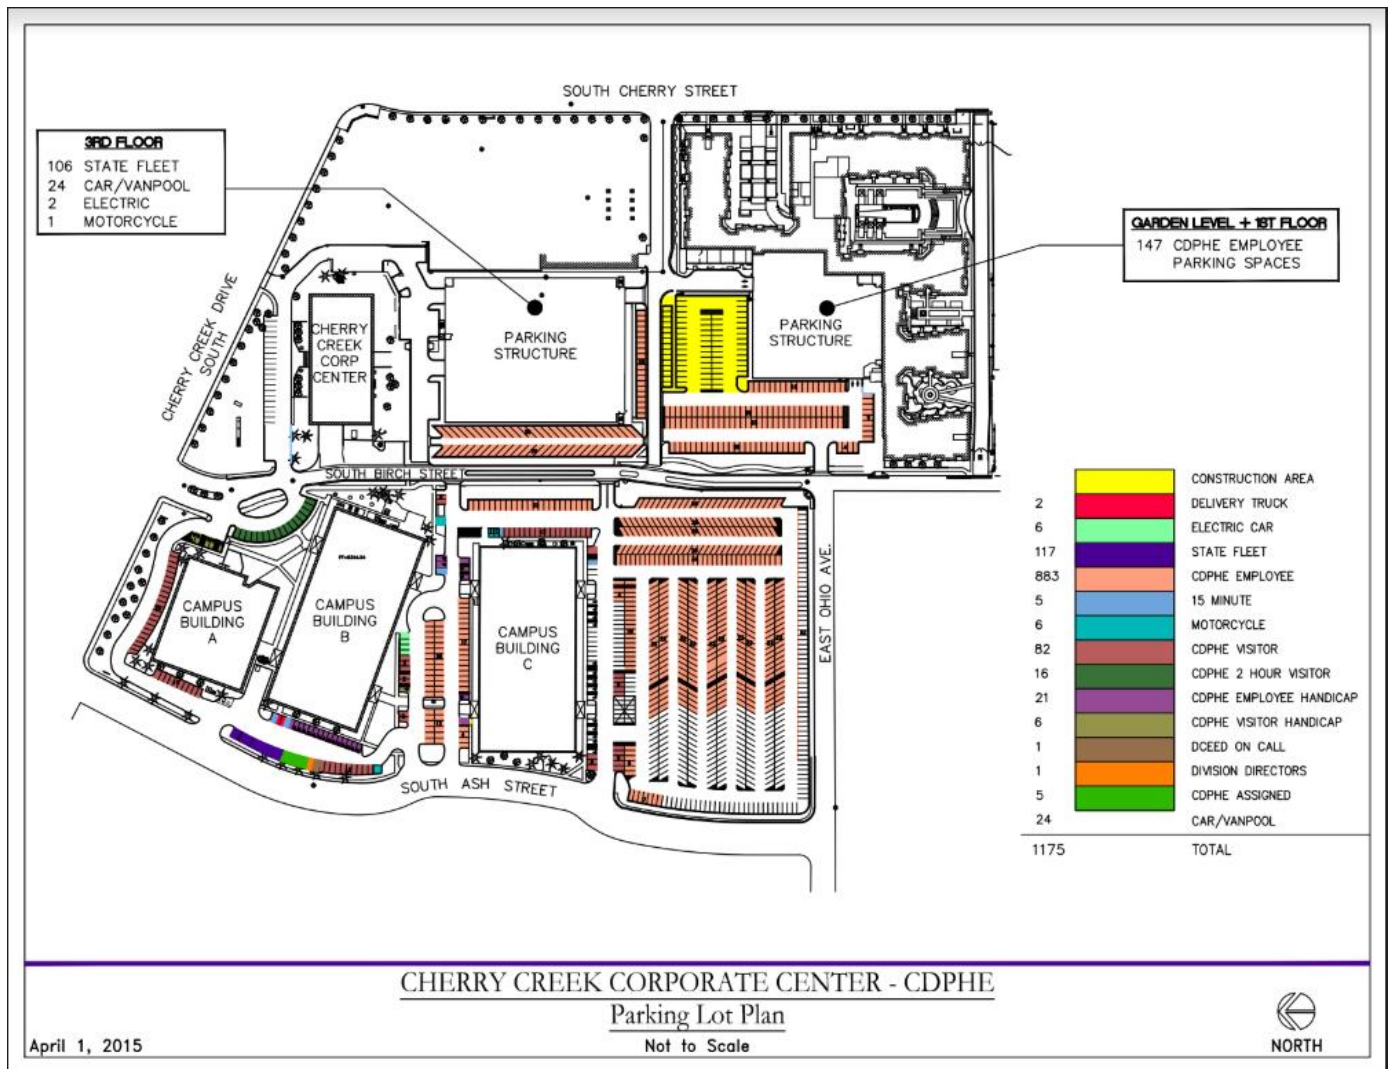 SOUTH CHERRY STREET
3RD FLOOR
106 STATE FLEET
24 CAR/VANPOOL
2 ELECTRIC
1 MOTORCYCLE
GARDEN LEVEL + 1ST FLOOR
147 CDPHE EMPLOYEE
PARKING SPACES
CHERRY CREEK DRIVE
SOUTH
CHERRY
CREEK
CORP
CENTER
PARKING
STRUCTURE
PARKING
STRUCTURE
SOUTH BIRCH STREET
CAMPUS
BUILDING
A
CAMPUS
BUILDING
B
CAMPUS
BUILDING
C
EAST OHIO AVE.
SOUTH ASH STREET
CONSTRUCTION AREA
2 DELIVERY TRUCK
6 ELECTRIC CAR
117 STATE FLEET
883 CDPHE EMPLOYEE
5 15 MINUTE
6 MOTORCYCLE
82 CDPHE VISITOR
16 CDPHE 2 HOUR VISITOR
21 CDPHE EMPLOYEE HANDICAP
6 CDPHE VISITOR HANDICAP
1 DCEED ON CALL
1 DIVISION DIRECTORS
5 CDPHE ASSIGNED
24 CAR/VANPOOL
1175 TOTAL
CHERRY CREEK CORPORATE CENTER - CDPHE
Parking Lot Plan
Not to Scale
April 1, 2015
NORTH